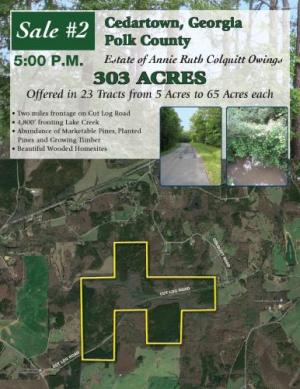 Sale #2
5:00 P.M.
Cedartown, Georgia
Polk County
Estate of Annie Ruth Colquitt Owings
303 ACRES
Offered in 23 Tracts from 5 Acres to 65 Acres each
• Two miles frontage on Cut Log Road
• 4,800' fronting Lake Creek
• Abundance of Marketable Pines, Planted
Pines and Growing Timber
• Beautiful Wooded Homesites
CUT LOG ROAD
CUT LOG ROAD